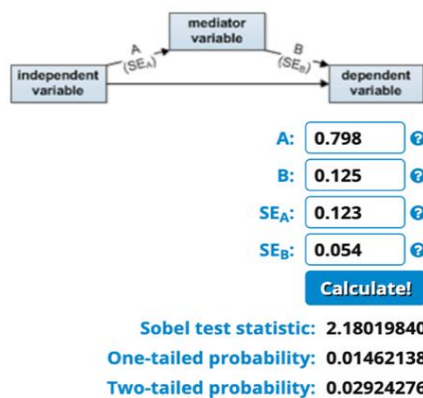 mediator
variable
A
(SEA)
B
(SEB)
independent
variable
dependent
variable
A: 0.798 ?
B: 0.125 ?
SEA: 0.123 ?
SEB: 0.054 ?
Calculate!
Sobel test statistic: 2.18019840
One-tailed probability: 0.01462138
Two-tailed probability: 0.02924276